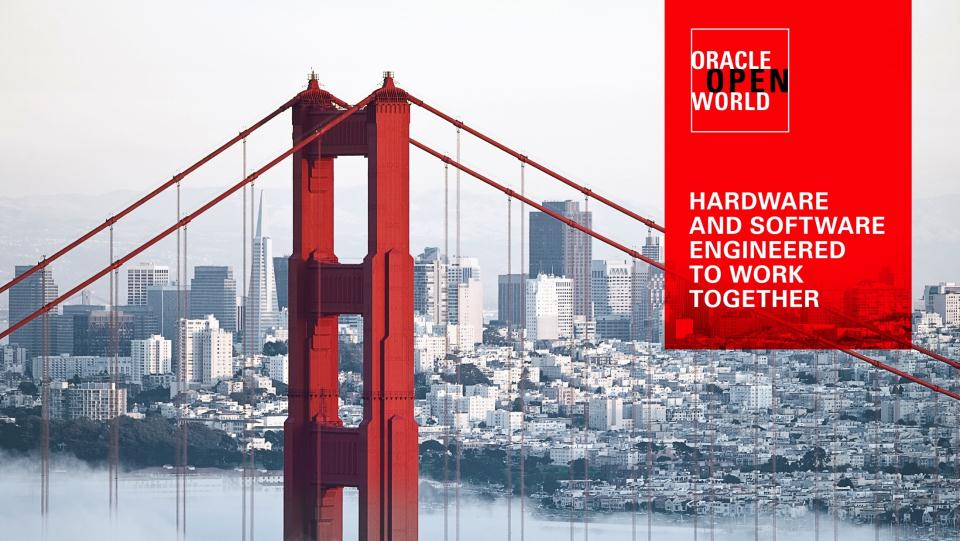 ORACLE
OPEN
WORLD
HARDWARE
AND SOFTWARE
ENGINEERED
TO WORK
TOGETHER